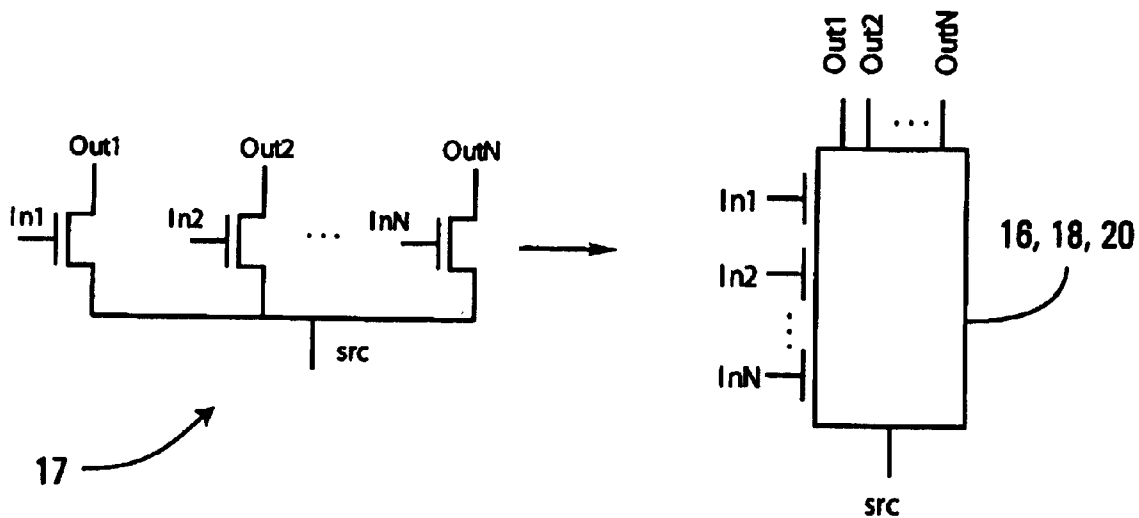 Out1
Out2
OutN
In1
In2
...
InN
src
17
Out1
Out2
...
OutN
In1
In2
...
InN
src
16, 18, 20